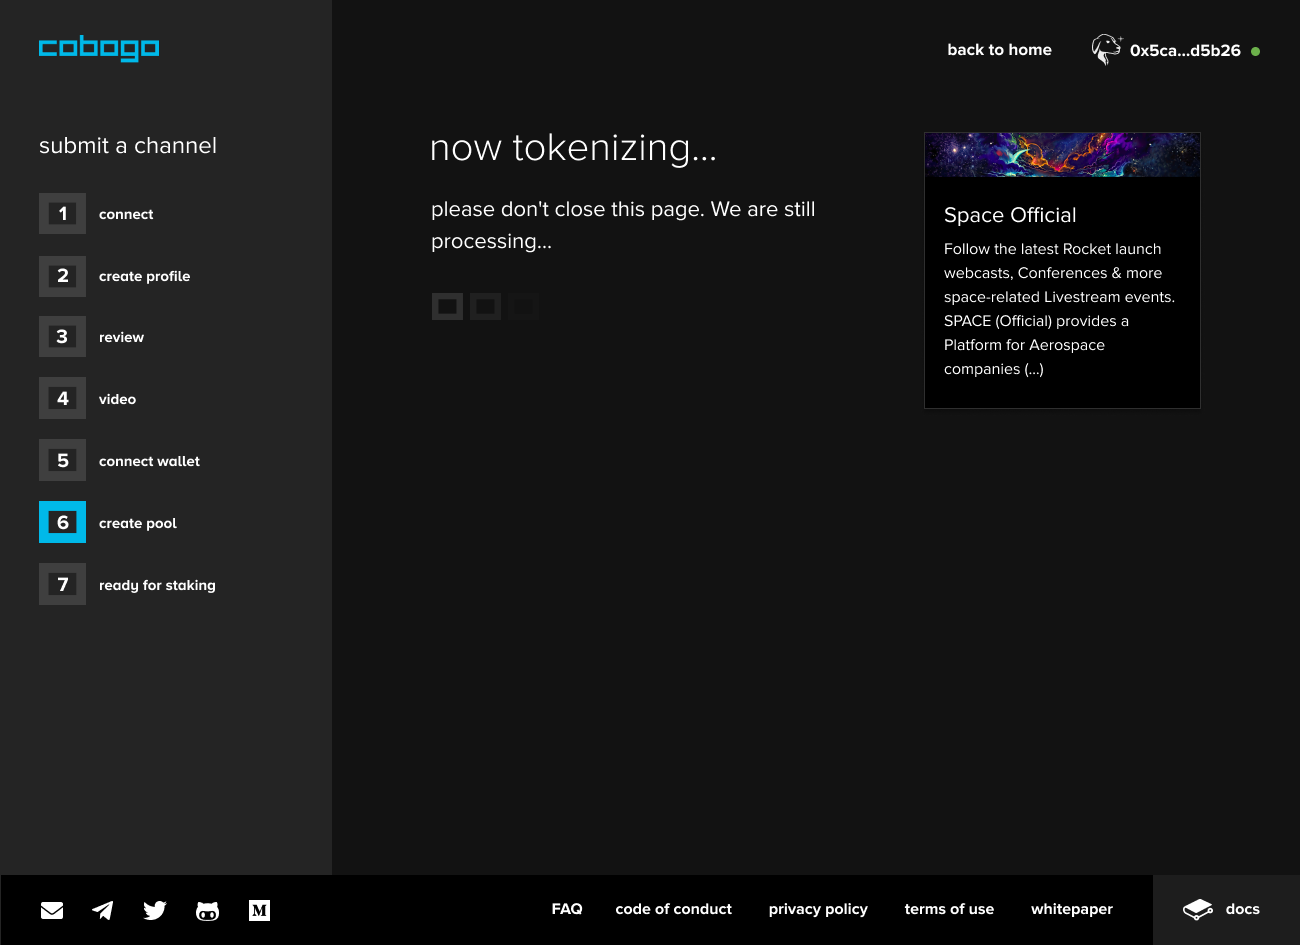 cobogo
back to home
0x5ca...d5b26
submit a channel
1 connect
2 create profile
3 review
4 video
5 connect wallet
6 create pool
7 ready for staking
now tokenizing...
please don't close this page. We are still
processing...
Space Official
Follow the latest Rocket launch
webcasts, Conferences & more
space-related Livestream events.
SPACE (Official) provides a
Platform for Aerospace
companies (...)
M
FAQ
code of conduct
privacy policy
terms of use
whitepaper
docs